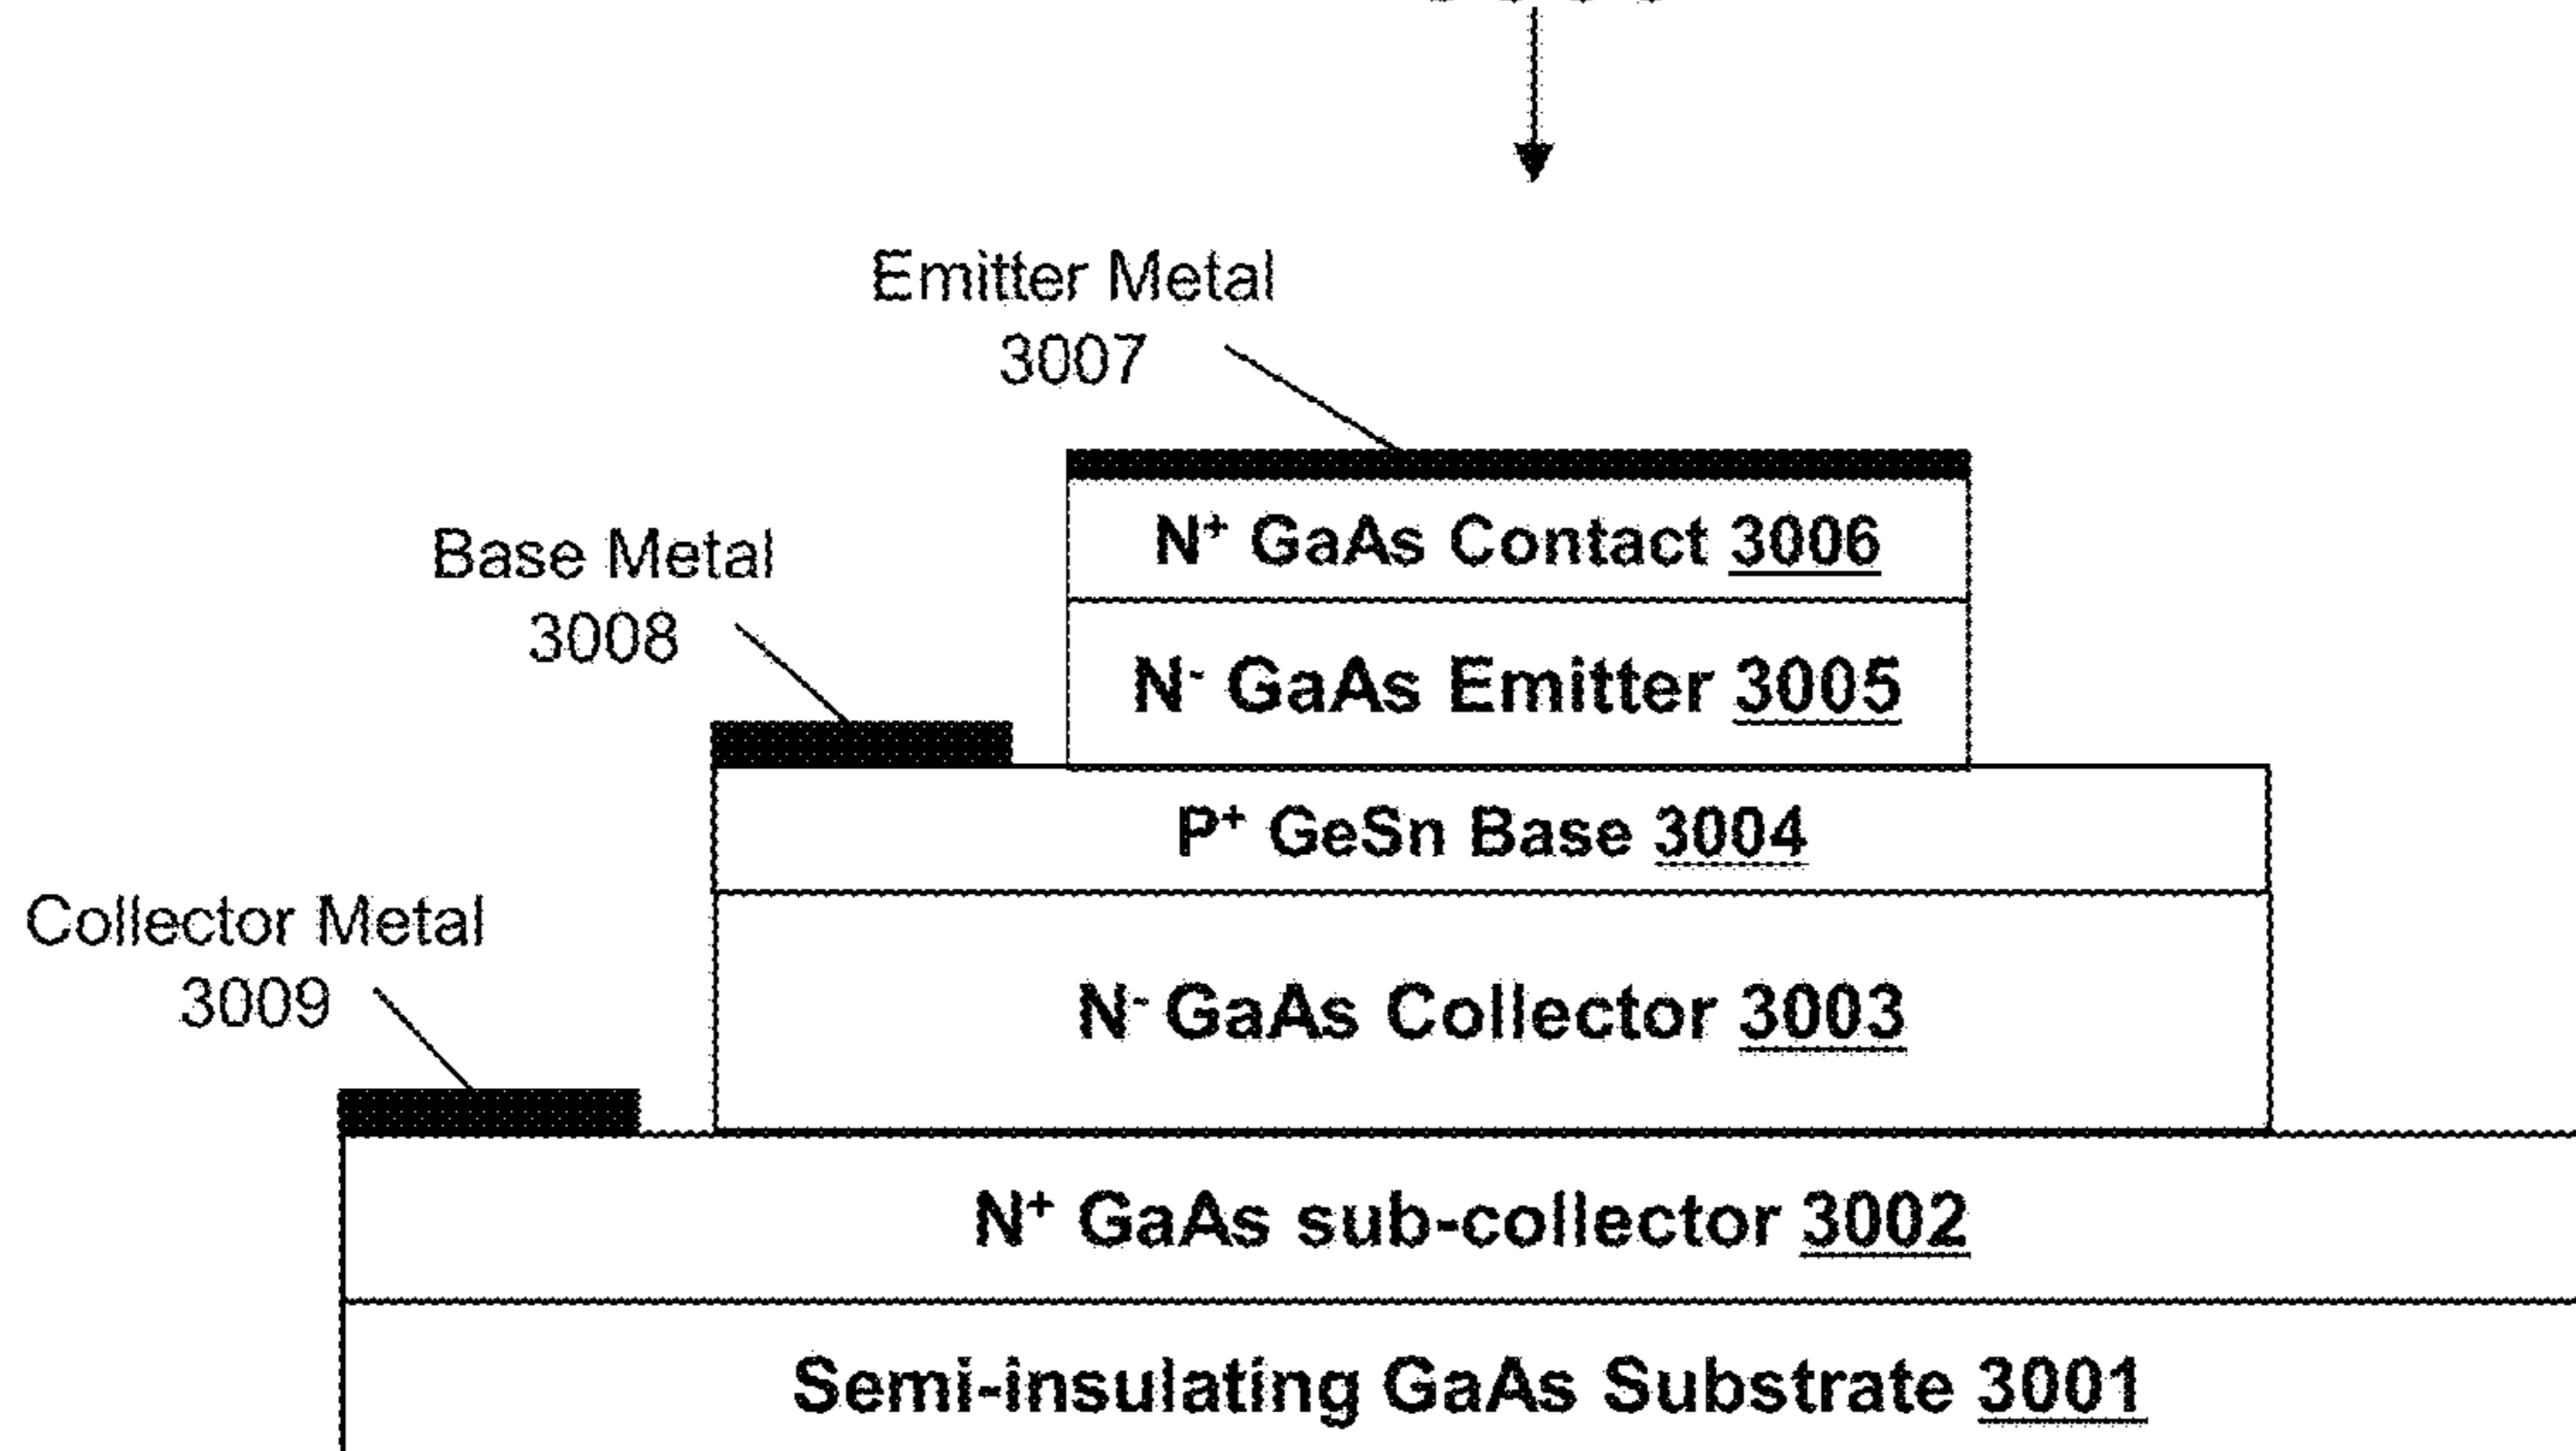 Emitter Metal
3007
N⁺ GaAs Contact 3006
Base Metal
3008
N⁻ GaAs Emitter 3005
P⁺ GeSn Base 3004
Collector Metal
3009
N⁻ GaAs Collector 3003
N⁺ GaAs sub-collector 3002
Semi-insulating GaAs Substrate 3001